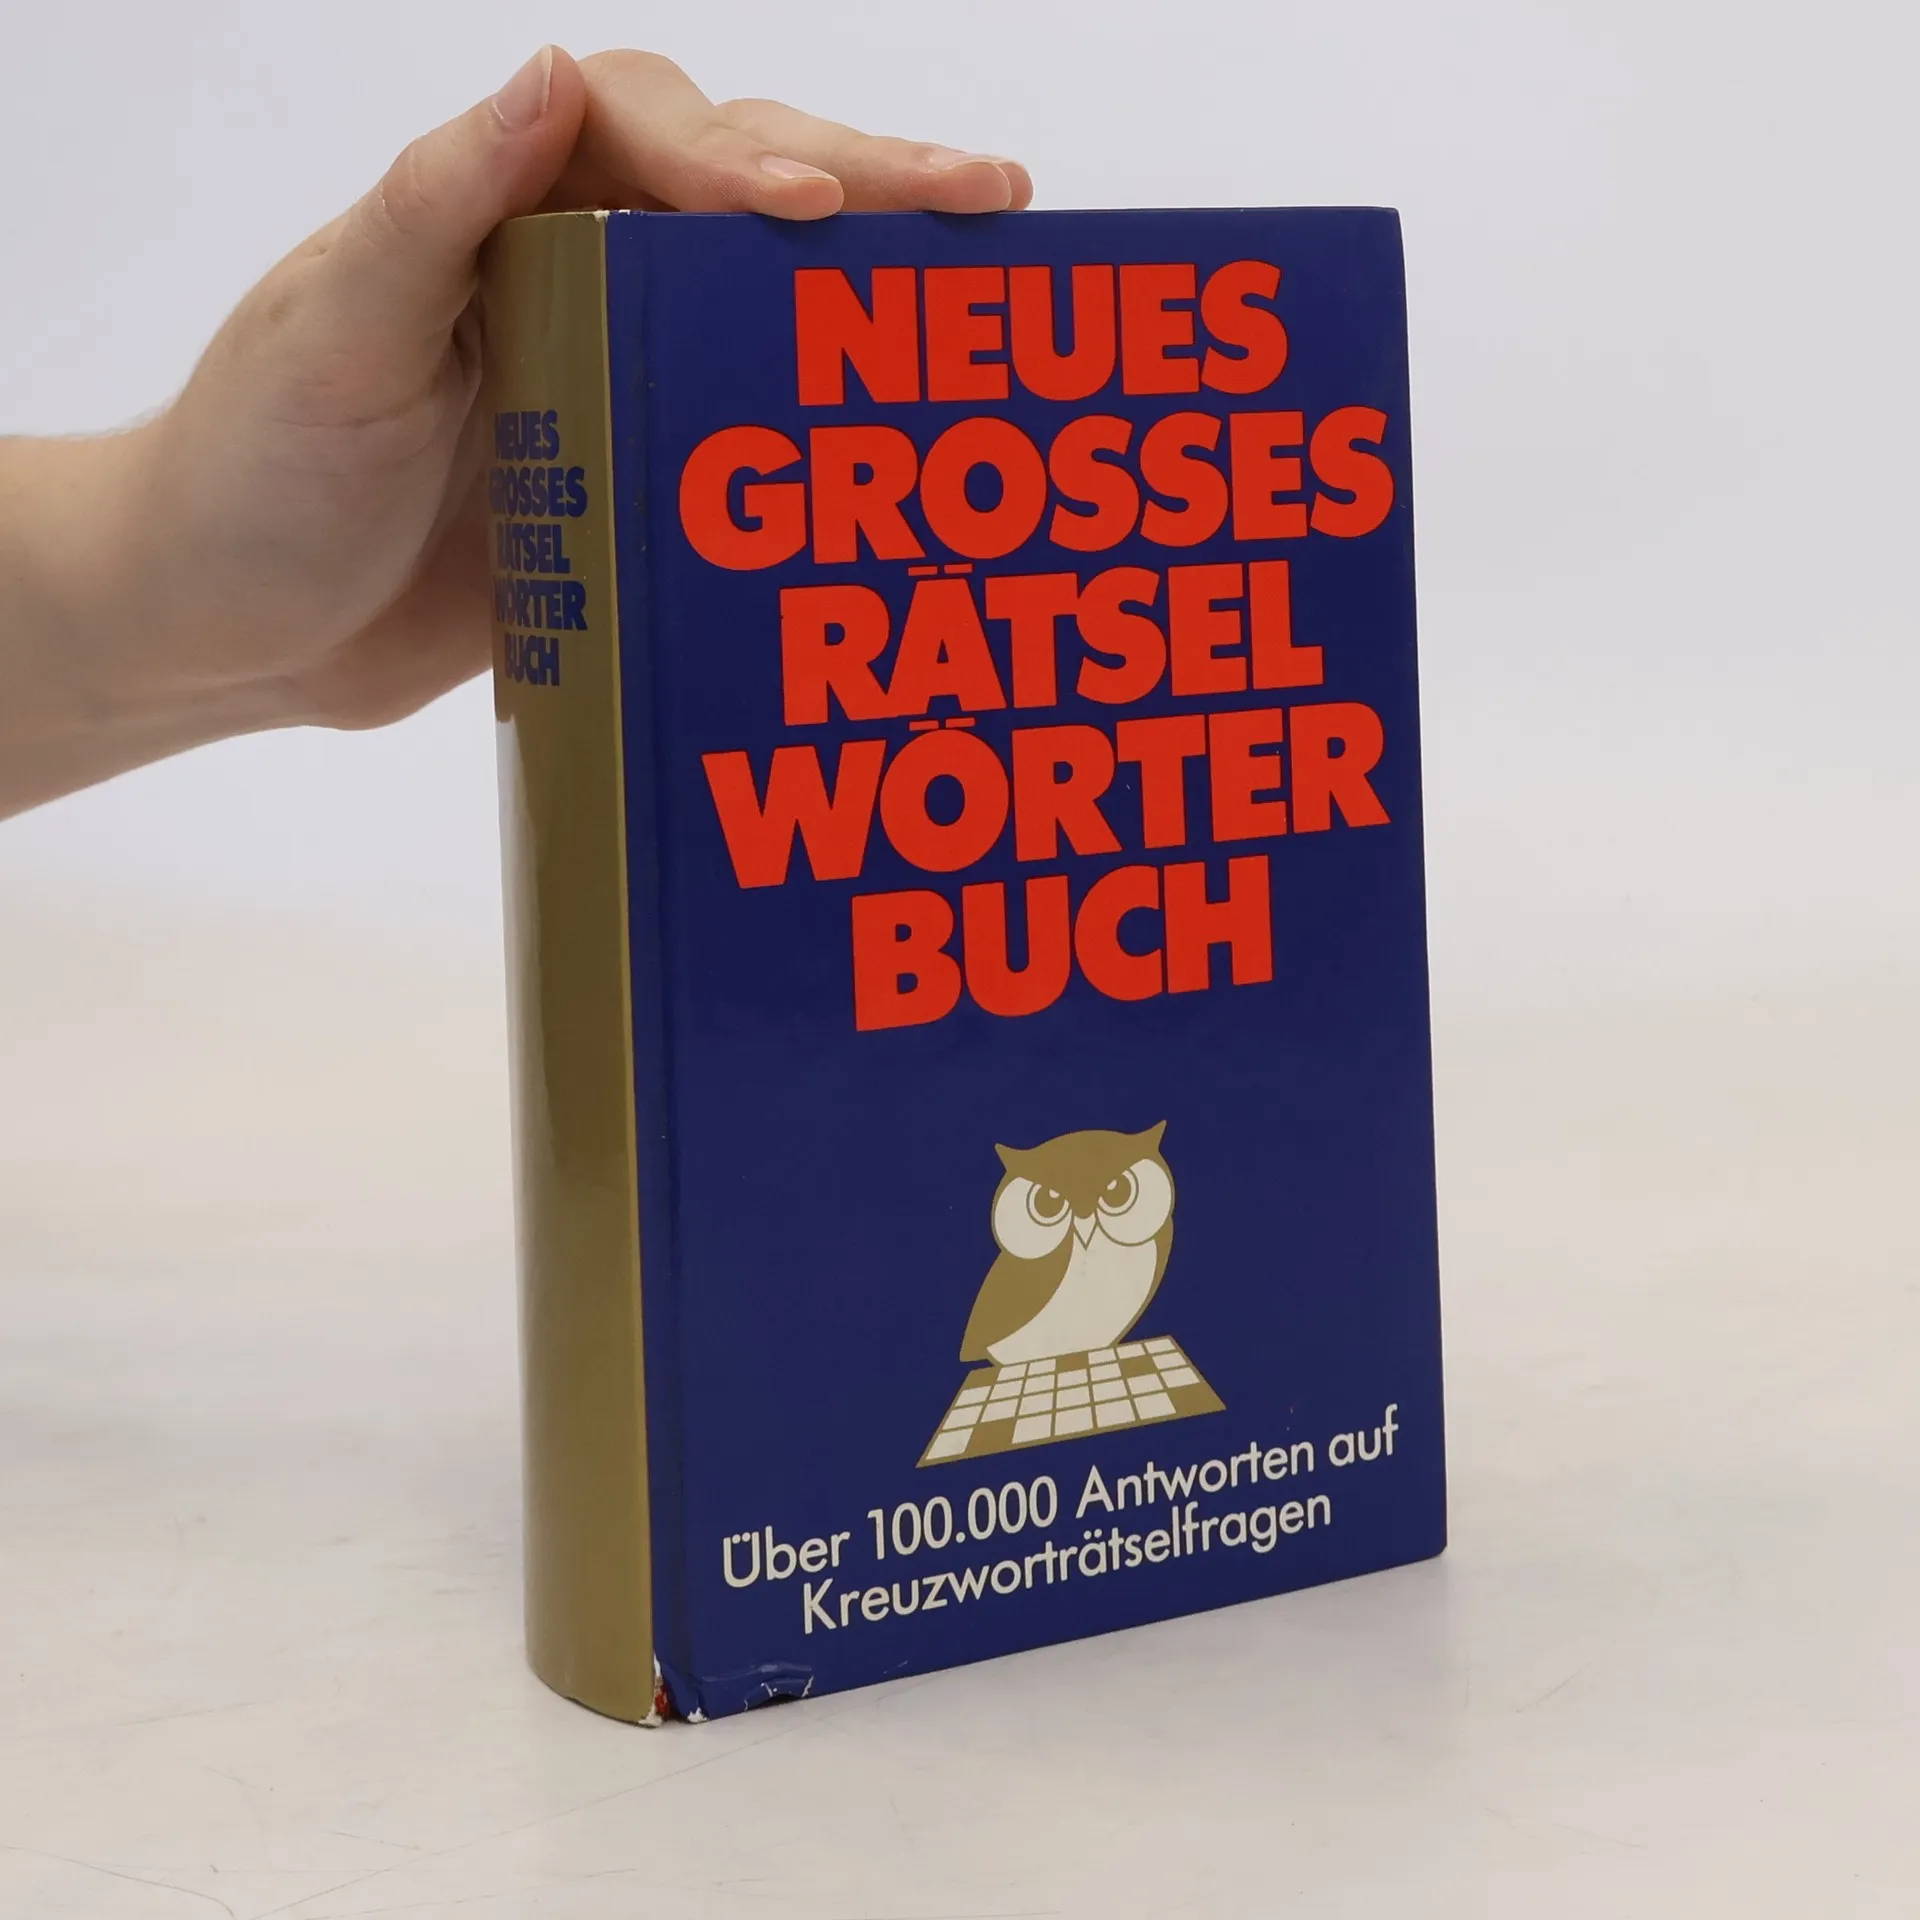 NEUES
GROSSES
RÄTSEL
WÖRTER
BUCH
NEUES
GROSSES
RÄTSEL
WÖRTER
BUCH
Über 100.000 Antworten auf
Kreuzworträtselfragen